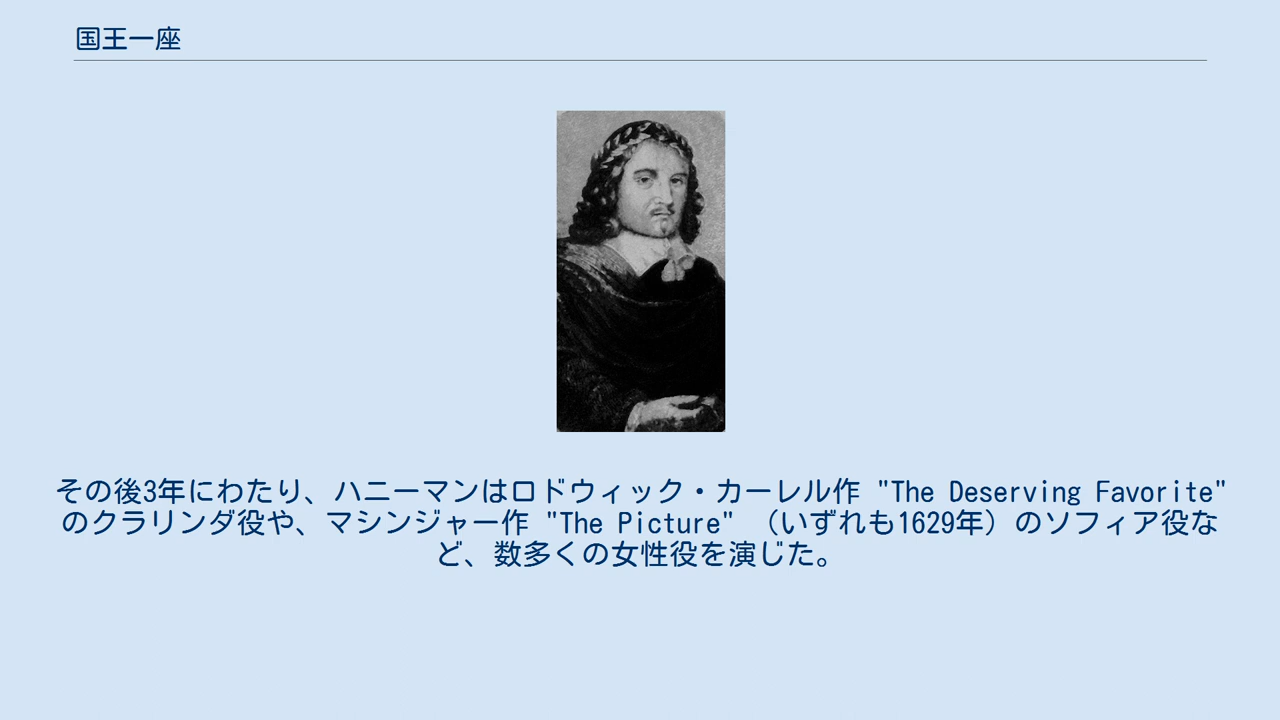 国王一座
その後3年にわたり、ハニーマンはロドウィック・カーレル作 "The Deserving Favorite"
のクラリンダ役や、マシンジャー作 "The Picture" （いずれも1629年）のソフィア役な
ど、数多くの女性役を演じた。